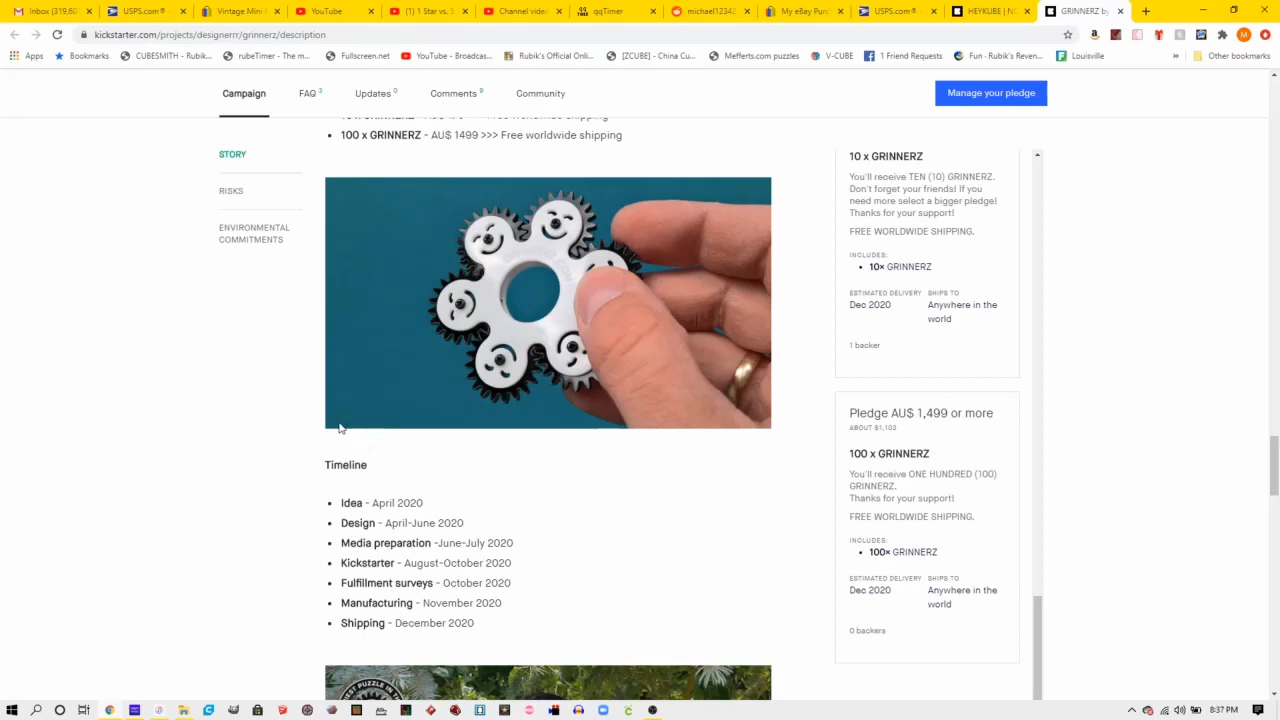 Inbox (319,60
USPS.com®
Vintage Mini
YouTube
(1) 1 Star vs. 5
Channel video
qqTimer
michael12342
My eBay Purc
USPS.com®
HEYKUBE | NO
GRINNERZ by
kickstarter.com/projects/designerrr/grinnerz/description
Apps
Bookmarks
CUBESMITH - Rubik...
rubeTimer - The m...
Fullscreen.net
YouTube - Broadcas...
Rubik's Official Onli...
[ZCUBE] - China Cu...
Mefferts.com puzzles
V-CUBE
1 Friend Requests
Fun - Rubik's Reven...
Louisville
»
Other bookmarks
Campaign
FAQ 3
Updates 0
Comments 9
Community
Manage your pledge
• 100 x GRINNERZ - AU$ 1499 >>> Free worldwide shipping
STORY
RISKS
ENVIRONMENTAL
COMMITMENTS
Timeline
• Idea - April 2020
• Design - April-June 2020
• Media preparation -June-July 2020
• Kickstarter - August-October 2020
• Fulfillment surveys - October 2020
• Manufacturing - November 2020
• Shipping - December 2020
10 x GRINNERZ
You'll receive TEN (10) GRINNERZ.
Don't forget your friends! If you
need more select a bigger pledge!
Thanks for your support!
FREE WORLDWIDE SHIPPING.
INCLUDES:
• 10× GRINNERZ
ESTIMATED DELIVERY
Dec 2020
SHIPS TO
Anywhere in the
world
1 backer
Pledge AU$ 1,499 or more
ABOUT $1,103
100 x GRINNERZ
You'll receive ONE HUNDRED (100)
GRINNERZ.
Thanks for your support!
FREE WORLDWIDE SHIPPING.
INCLUDES:
• 100× GRINNERZ
ESTIMATED DELIVERY
Dec 2020
SHIPS TO
Anywhere in the
world
0 backers
8:37 PM